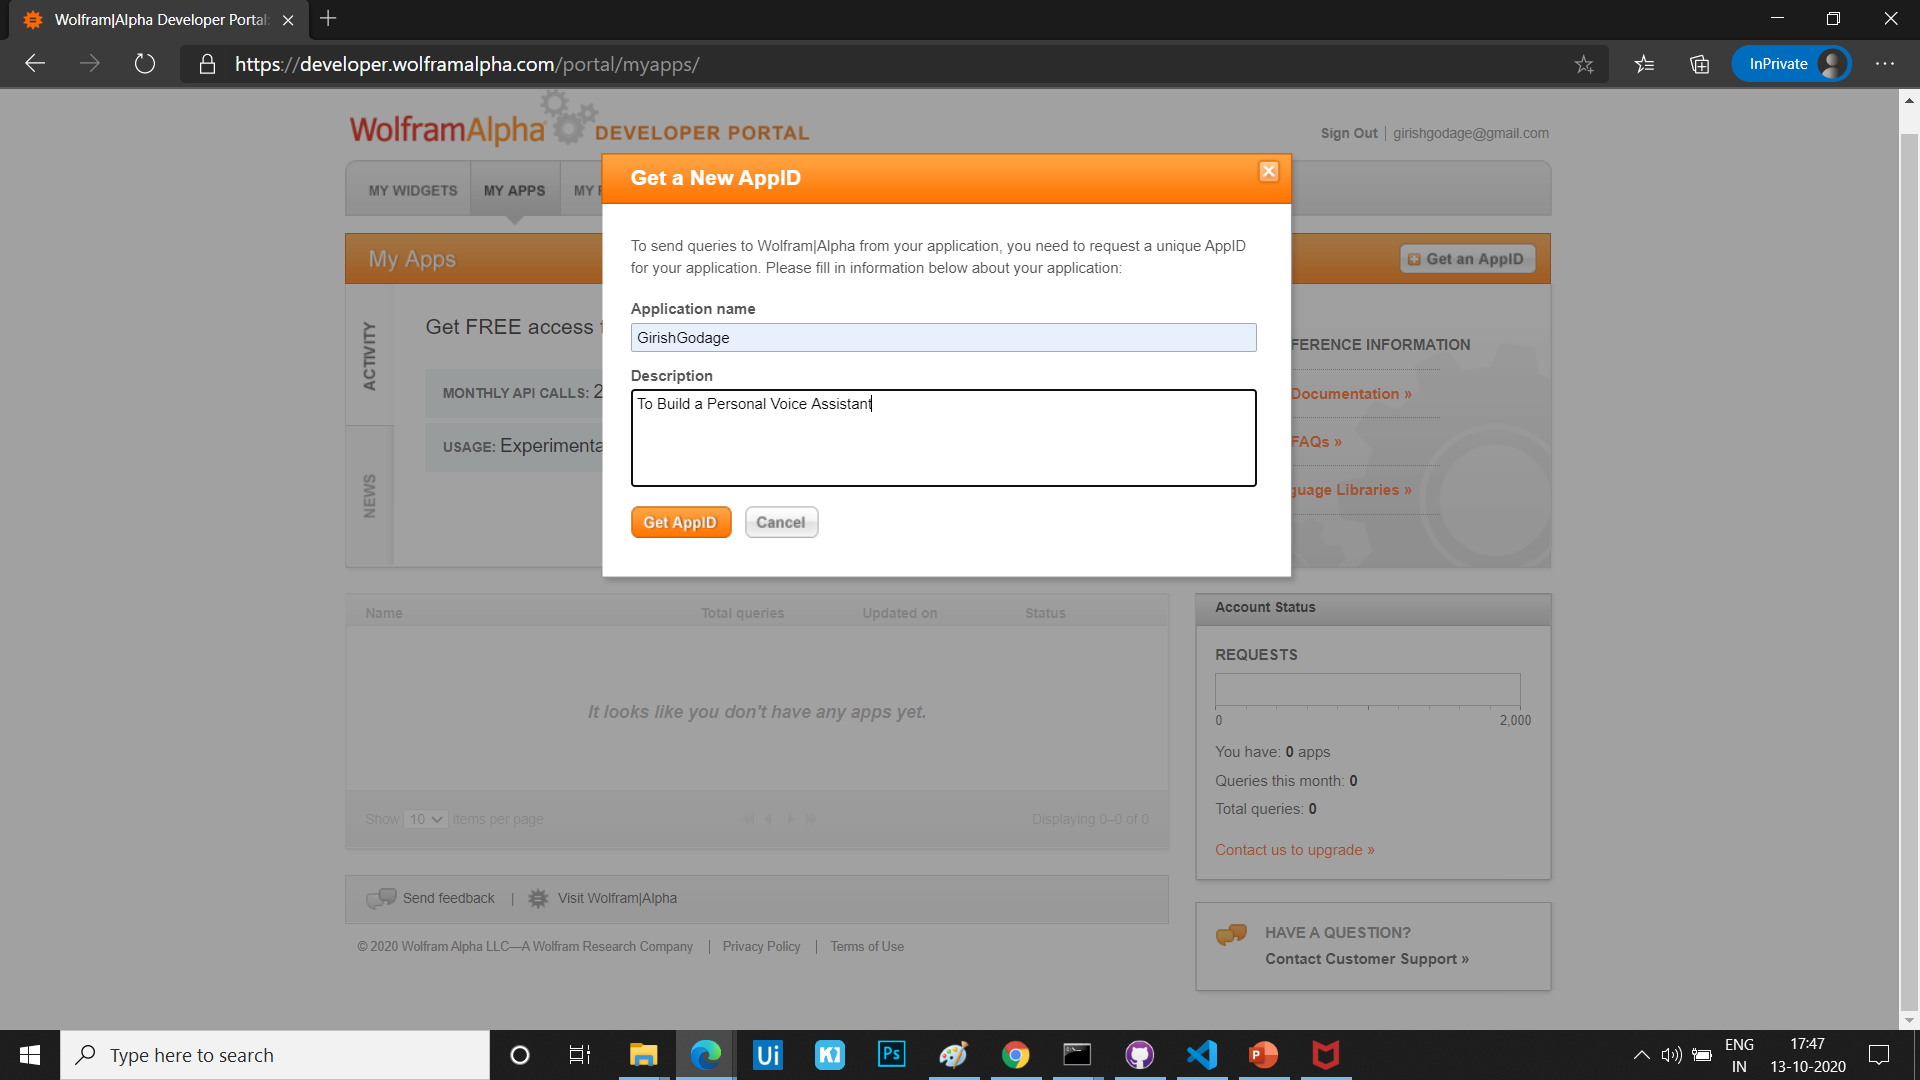 Wolfram|Alpha Developer Portal:
https://developer.wolframalpha.com/portal/myapps/
InPrivate
WolframAlpha DEVELOPER PORTAL
Sign Out | girishgodage@gmail.com
MY WIDGETS
MY APPS
MY
My Apps
Get an AppID
Get a New AppID
To send queries to Wolfram|Alpha from your application, you need to request a unique AppID
for your application. Please fill in information below about your application:
Application name
GirishGodage
Description
To Build a Personal Voice Assistant
Get AppID
Cancel
ACTIVITY
NEWS
Get FREE access
MONTHLY API CALLS: 2
USAGE: Experimenta
FERENCE INFORMATION
Documentation »
FAQs »
guage Libraries »
Name Total queries Updated on Status
It looks like you don't have any apps yet.
Show 10 items per page
Displaying 0–0 of 0
Account Status
REQUESTS
0 2,000
You have: 0 apps
Queries this month: 0
Total queries: 0
Contact us to upgrade »
Send feedback | Visit Wolfram|Alpha
© 2020 Wolfram Alpha LLC—A Wolfram Research Company | Privacy Policy | Terms of Use
HAVE A QUESTION?
Contact Customer Support »
Type here to search
Ui
K
Ps
P
ENG
IN
17:47
13-10-2020